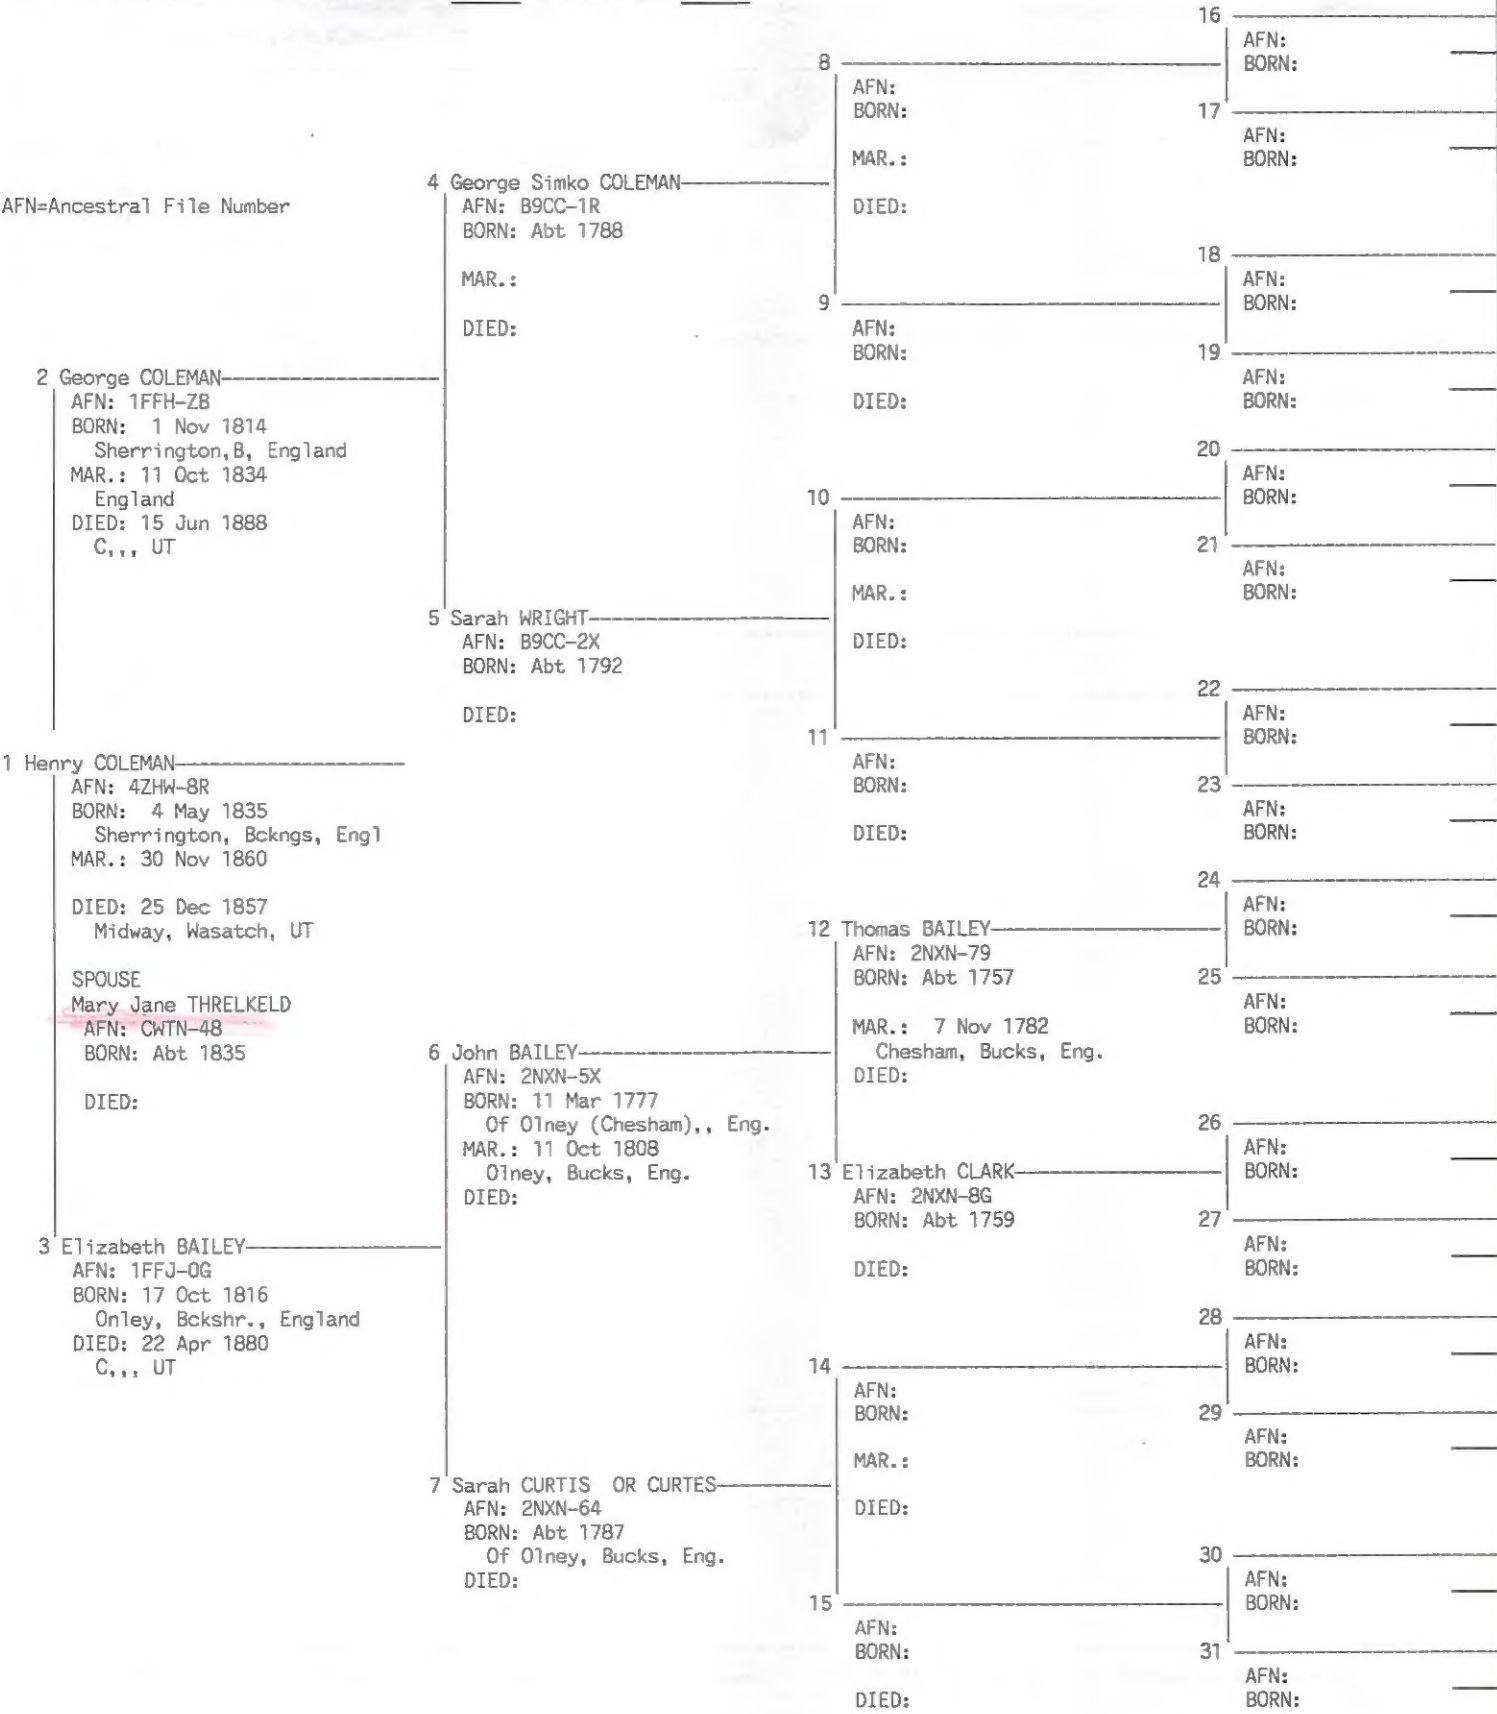 AFN=Ancestral File Number
2 George COLEMAN
AFN: 1FFH-ZB
BORN: 1 Nov 1814
Sherrington,B, England
MAR.: 11 Oct 1834
England
DIED: 15 Jun 1888
C,,, UT
1 Henry COLEMAN
AFN: 4ZHW-8R
BORN: 4 May 1835
Sherrington, Bckngs, Engl
MAR.: 30 Nov 1860
DIED: 25 Dec 1857
Midway, Wasatch, UT
SPOUSE
Mary Jane THRELKELD
AFN: CWTN-48
BORN: Abt 1835
DIED:
3 Elizabeth BAILEY
AFN: 1FFJ-0G
BORN: 17 Oct 1816
Onley, Bckshr., England
DIED: 22 Apr 1880
C,,, UT
4 George Simko COLEMAN
AFN: B9CC-1R
BORN: Abt 1788
MAR.:
DIED:
5 Sarah WRIGHT
AFN: B9CC-2X
BORN: Abt 1792
DIED:
6 John BAILEY
AFN: 2NXN-5X
BORN: 11 Mar 1777
Of Olney (Chesham),, Eng.
MAR.: 11 Oct 1808
Olney, Bucks, Eng.
DIED:
7 Sarah CURTIS OR CURTES
AFN: 2NXN-64
BORN: Abt 1787
Of Olney, Bucks, Eng.
DIED:
8
AFN:
BORN:
MAR.:
DIED:
9
AFN:
BORN:
DIED:
10
AFN:
BORN:
MAR.:
DIED:
11
AFN:
BORN:
DIED:
12 Thomas BAILEY
AFN: 2NXN-79
BORN: Abt 1757
MAR.: 7 Nov 1782
Chesham, Bucks, Eng.
DIED:
13 Elizabeth CLARK
AFN: 2NXN-8G
BORN: Abt 1759
DIED:
14
AFN:
BORN:
MAR.:
DIED:
15
AFN:
BORN:
DIED:
16
AFN:
BORN:
17
AFN:
BORN:
18
AFN:
BORN:
19
AFN:
BORN:
20
AFN:
BORN:
21
AFN:
BORN:
22
AFN:
BORN:
23
AFN:
BORN:
24
AFN:
BORN:
25
AFN:
BORN:
26
AFN:
BORN:
27
AFN:
BORN:
28
AFN:
BORN:
29
AFN:
BORN:
30
AFN:
BORN:
31
AFN:
BORN: